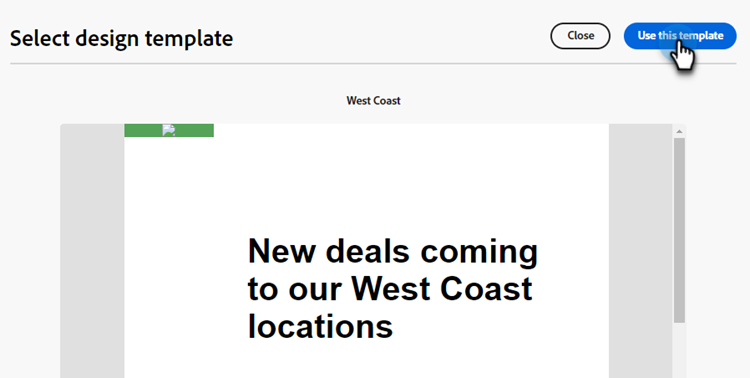 Select design template
Close
Use this template
West Coast
New deals coming
to our West Coast
locations